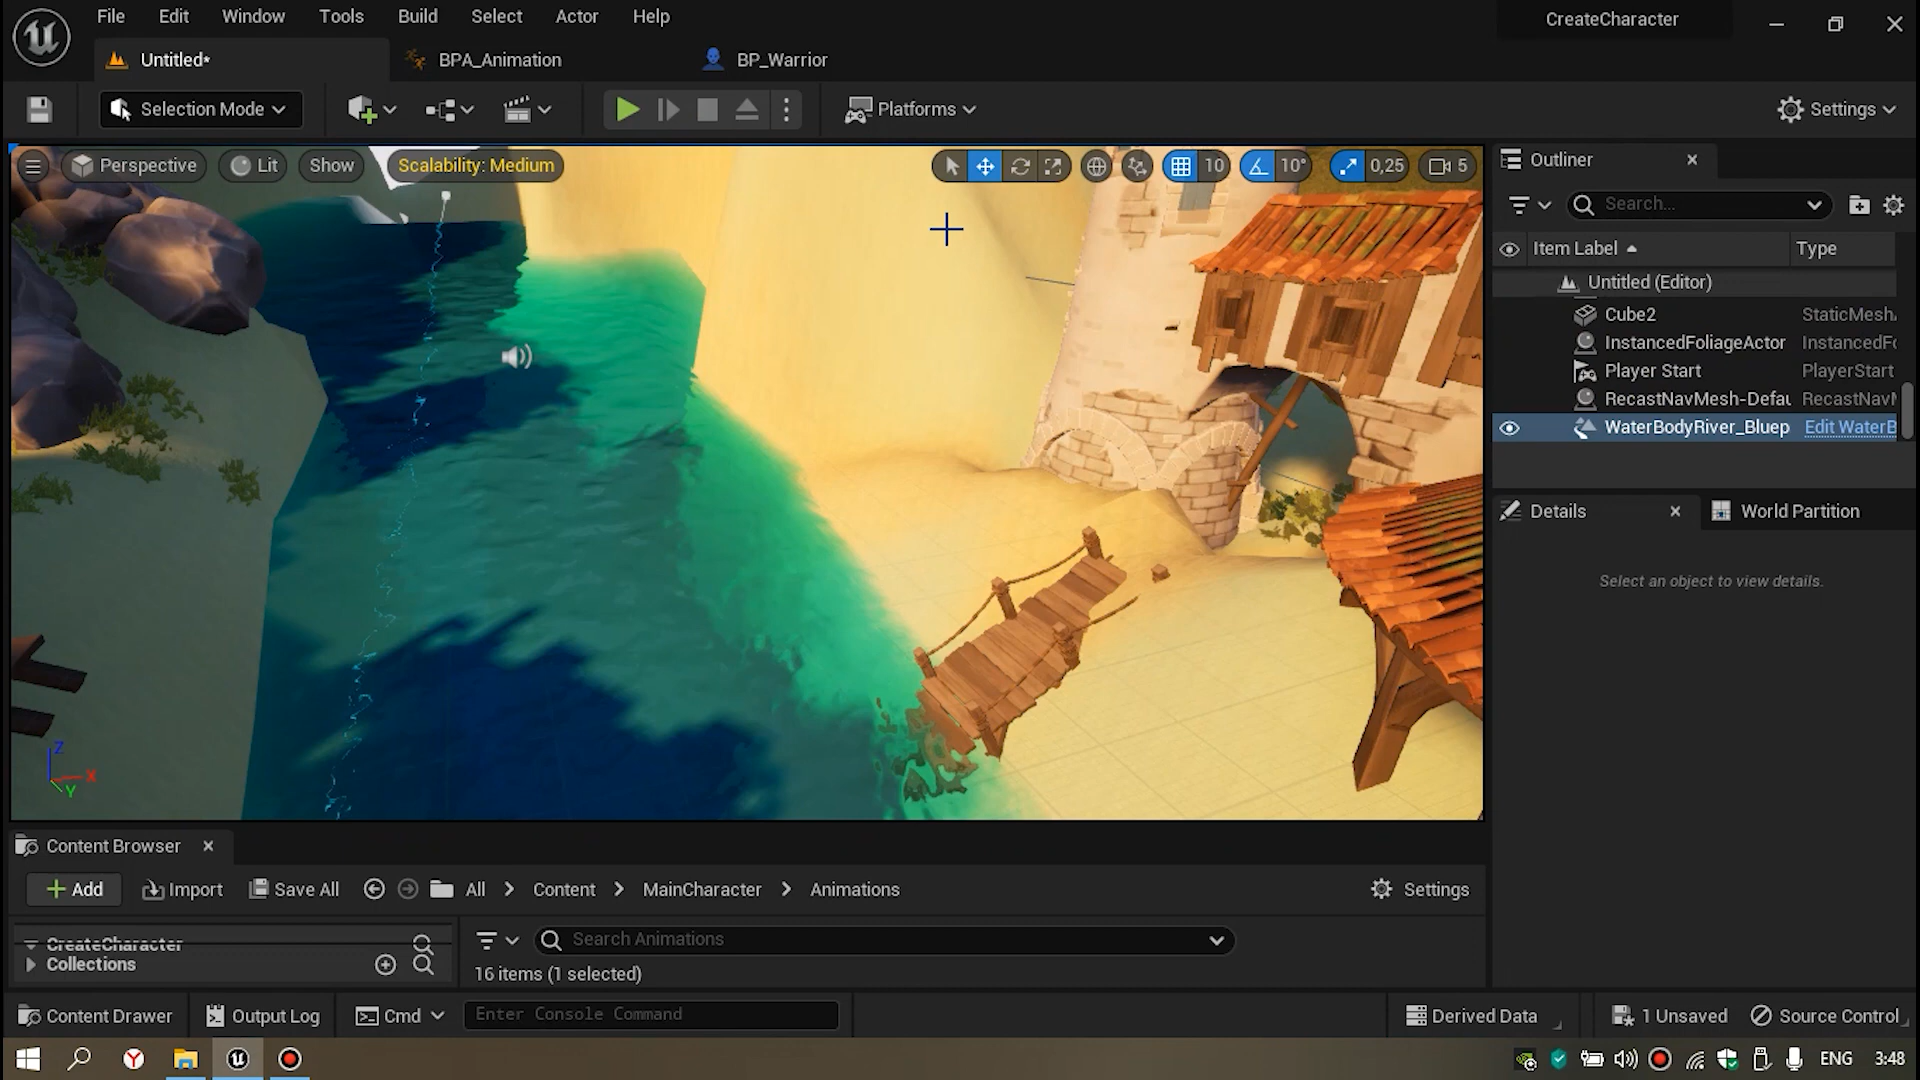 File Edit Window Tools Build Select Actor Help
CreateCharacter
Untitled*
BPA_Animation
BP_Warrior
Selection Mode
Platforms
Settings
Perspective
Lit
Show
Scalability: Medium
10
10°
0,25
5
Outliner
Search...
Item Label
Type
Untitled (Editor)
Cube2 StaticMesh
InstancedFoliageActor InstancedFo
Player Start PlayerStart
RecastNavMesh-Defau RecastNavM
WaterBodyRiver_Bluep Edit WaterB
Details
World Partition
Select an object to view details.
Z
X
Y
Content Browser
Add
Import
Save All
All
Content
MainCharacter
Animations
Settings
CreateCharacter
Collections
Search Animations
16 items (1 selected)
Content Drawer
Output Log
Cmd
Enter Console Command
Derived Data
1 Unsaved
Source Control
ENG
3:48